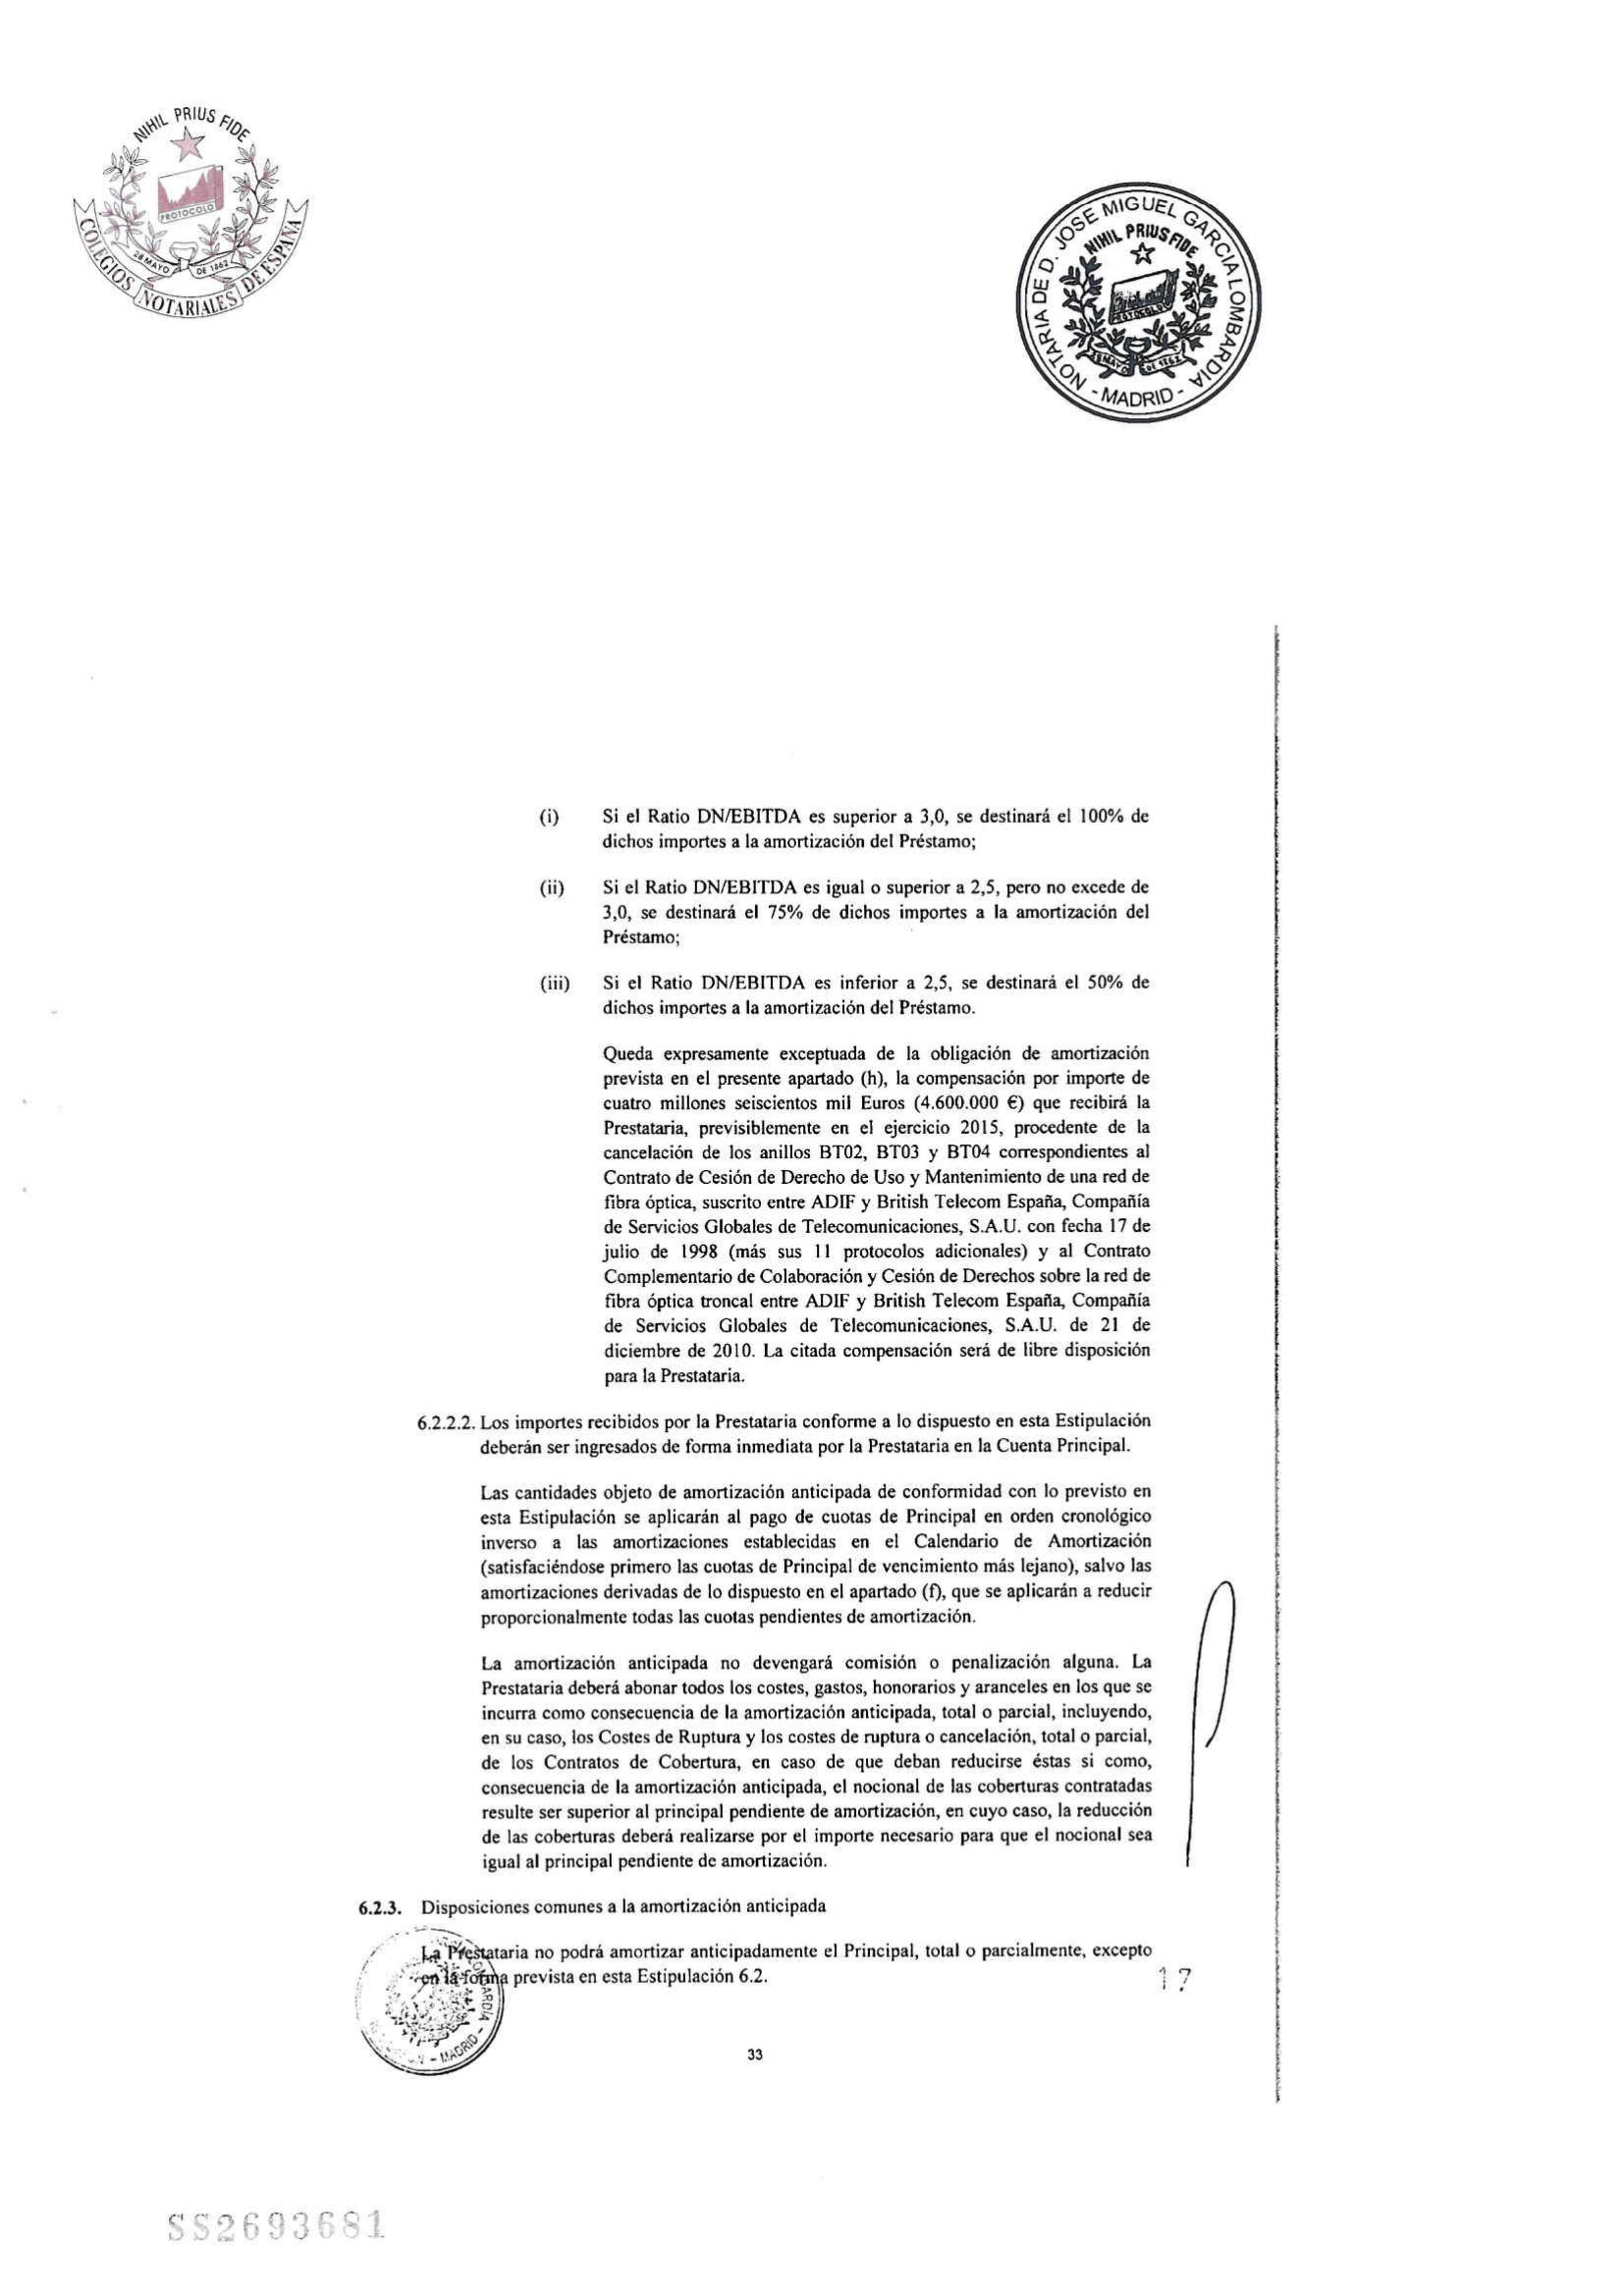 NIHIL PRIUS FIDE
PROTOCOLO
28 MAYO DE 1862
COLEGIOS NOTARIALES DE ESPAÑA
NOTARIA DE D. JOSE MIGUEL GARCIA LOMBARDIA
NIHIL PRIUS FIDE
PROTOCOLO
28 MAYO DE 1862
- MADRID -
(i) Si el Ratio DN/EBITDA es superior a 3,0, se destinará el 100% de
dichos importes a la amortización del Préstamo;
(ii) Si el Ratio DN/EBITDA es igual o superior a 2,5, pero no excede de
3,0, se destinará el 75% de dichos importes a la amortización del
Préstamo;
(iii) Si el Ratio DN/EBITDA es inferior a 2,5, se destinará el 50% de
dichos importes a la amortización del Préstamo.
Queda expresamente exceptuada de la obligación de amortización
prevista en el presente apartado (h), la compensación por importe de
cuatro millones seiscientos mil Euros (4.600.000 €) que recibirá la
Prestataria, previsiblemente en el ejercicio 2015, procedente de la
cancelación de los anillos BT02, BT03 y BT04 correspondientes al
Contrato de Cesión de Derecho de Uso y Mantenimiento de una red de
fibra óptica, suscrito entre ADIF y British Telecom España, Compañía
de Servicios Globales de Telecomunicaciones, S.A.U. con fecha 17 de
julio de 1998 (más sus 11 protocolos adicionales) y al Contrato
Complementario de Colaboración y Cesión de Derechos sobre la red de
fibra óptica troncal entre ADIF y British Telecom España, Compañía
de Servicios Globales de Telecomunicaciones, S.A.U. de 21 de
diciembre de 2010. La citada compensación será de libre disposición
para la Prestataria.
6.2.2.2. Los importes recibidos por la Prestataria conforme a lo dispuesto en esta Estipulación
deberán ser ingresados de forma inmediata por la Prestataria en la Cuenta Principal.
Las cantidades objeto de amortización anticipada de conformidad con lo previsto en
esta Estipulación se aplicarán al pago de cuotas de Principal en orden cronológico
inverso a las amortizaciones establecidas en el Calendario de Amortización
(satisfaciéndose primero las cuotas de Principal de vencimiento más lejano), salvo las
amortizaciones derivadas de lo dispuesto en el apartado (f), que se aplicarán a reducir
proporcionalmente todas las cuotas pendientes de amortización.
La amortización anticipada no devengará comisión o penalización alguna. La
Prestataria deberá abonar todos los costes, gastos, honorarios y aranceles en los que se
incurra como consecuencia de la amortización anticipada, total o parcial, incluyendo,
en su caso, los Costes de Ruptura y los costes de ruptura o cancelación, total o parcial,
de los Contratos de Cobertura, en caso de que deban reducirse éstas si como,
consecuencia de la amortización anticipada, el nocional de las coberturas contratadas
resulte ser superior al principal pendiente de amortización, en cuyo caso, la reducción
de las coberturas deberá realizarse por el importe necesario para que el nocional sea
igual al principal pendiente de amortización.
6.2.3. Disposiciones comunes a la amortización anticipada
La Prestataria no podrá amortizar anticipadamente el Principal, total o parcialmente, excepto
en la forma prevista en esta Estipulación 6.2.
17
- MADRID -
33
SS2693681